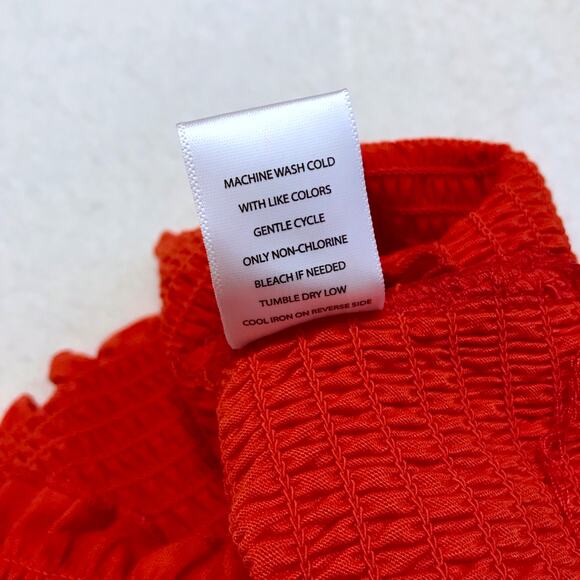 MACHINE WASH COLD
WITH LIKE COLORS
GENTLE CYCLE
ONLY NON-CHLORINE
BLEACH IF NEEDED
TUMBLE DRY LOW
COOL IRON ON REVERSE SIDE